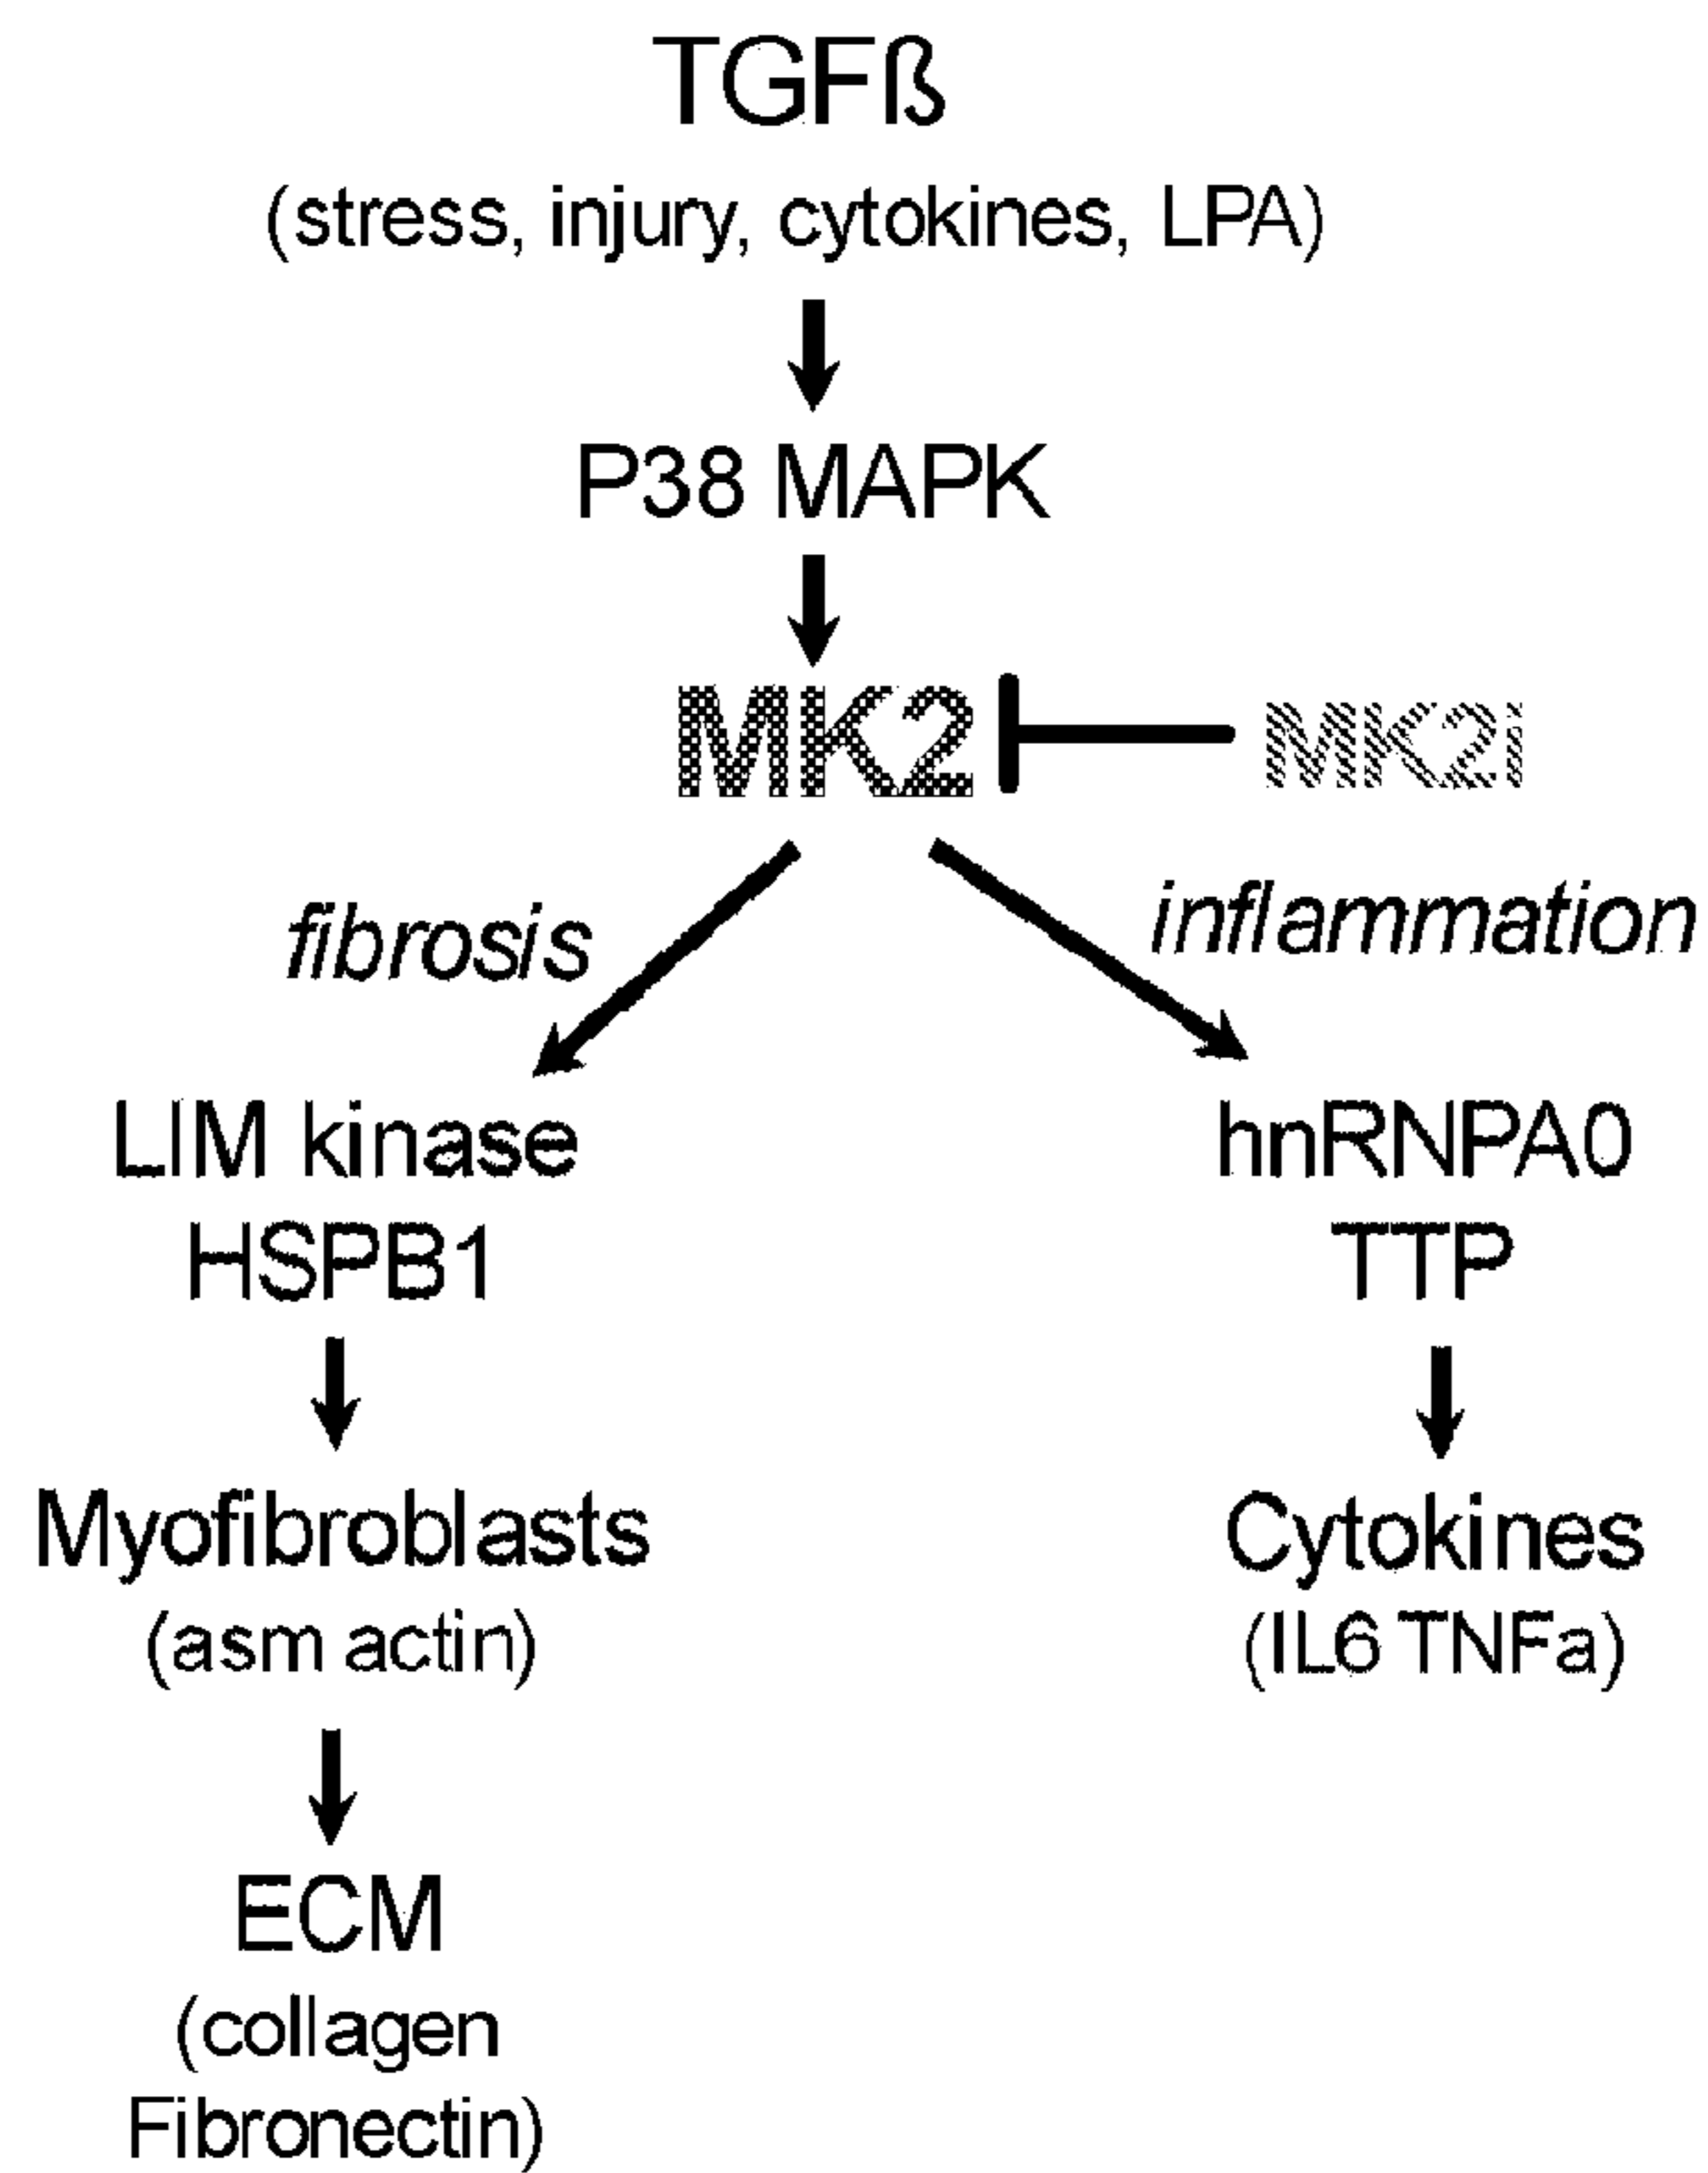 TGFß
(stress, injury, cytokines, LPA)
P38 MAPK
MK2
MK2i
fibrosis
inflammation
LIM kinase
HSPB1
hnRNPA0
TTP
Myofibroblasts
(asm actin)
Cytokines
(IL6 TNFa)
ECM
(collagen
Fibronectin)